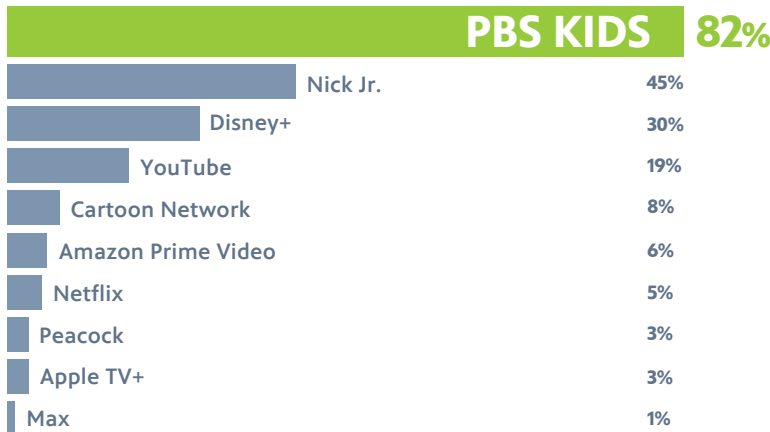 PBS KIDS 82%
Nick Jr. 45%
Disney+ 30%
YouTube 19%
Cartoon Network 8%
Amazon Prime Video 6%
Netflix 5%
Peacock 3%
Apple TV+ 3%
Max 1%